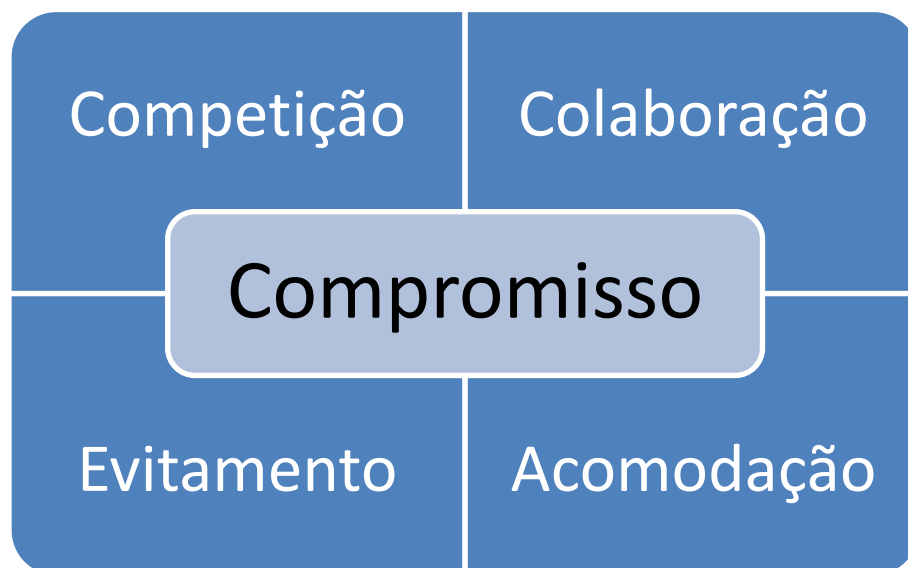 Competição
Colaboração
Compromisso
Evitamento
Acomodação